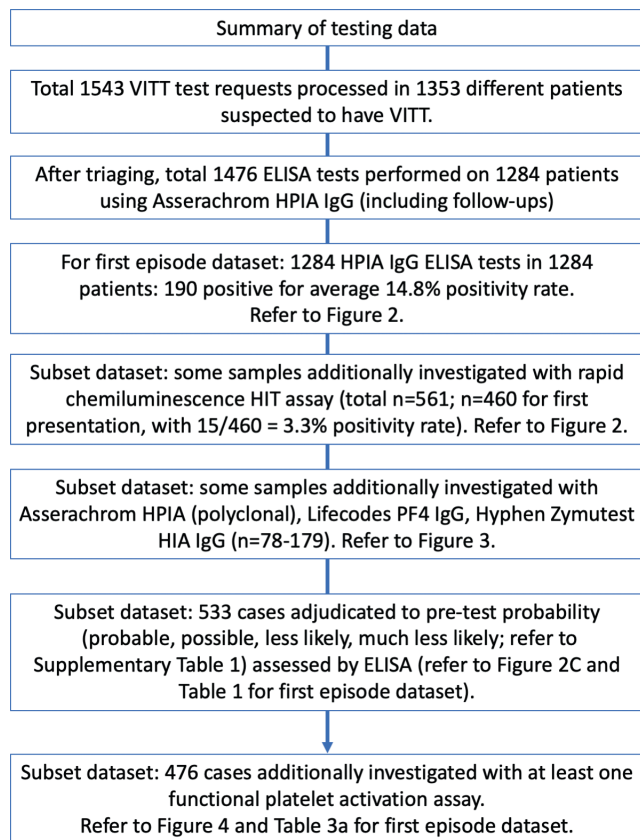 Summary of testing data
Total 1543 VITT test requests processed in 1353 different patients
suspected to have VITT.
After triaging, total 1476 ELISA tests performed on 1284 patients
using Asserachrom HPIA IgG (including follow-ups)
For first episode dataset: 1284 HPIA IgG ELISA tests in 1284
patients: 190 positive for average 14.8% positivity rate.
Refer to Figure 2.
Subset dataset: some samples additionally investigated with rapid
chemiluminescence HIT assay (total n=561; n=460 for first
presentation, with 15/460 = 3.3% positivity rate). Refer to Figure 2.
Subset dataset: some samples additionally investigated with
Asserachrom HPIA (polyclonal), Lifecodes PF4 IgG, Hyphen Zymutest
HIA IgG (n=78-179). Refer to Figure 3.
Subset dataset: 533 cases adjudicated to pre-test probability
(probable, possible, less likely, much less likely; refer to
Supplementary Table 1) assessed by ELISA (refer to Figure 2C and
Table 1 for first episode dataset).
Subset dataset: 476 cases additionally investigated with at least one
functional platelet activation assay.
Refer to Figure 4 and Table 3a for first episode dataset.